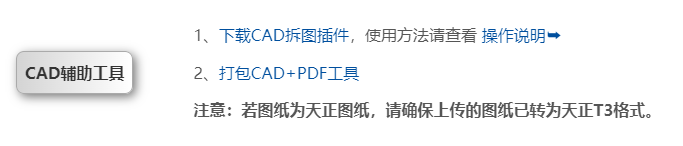 1、下载CAD拆图插件，使用方法请查看 操作说明➥
CAD辅助工具
2、打包CAD+PDF工具
注意：若图纸为天正图纸，请确保上传的图纸已转为天正T3格式。